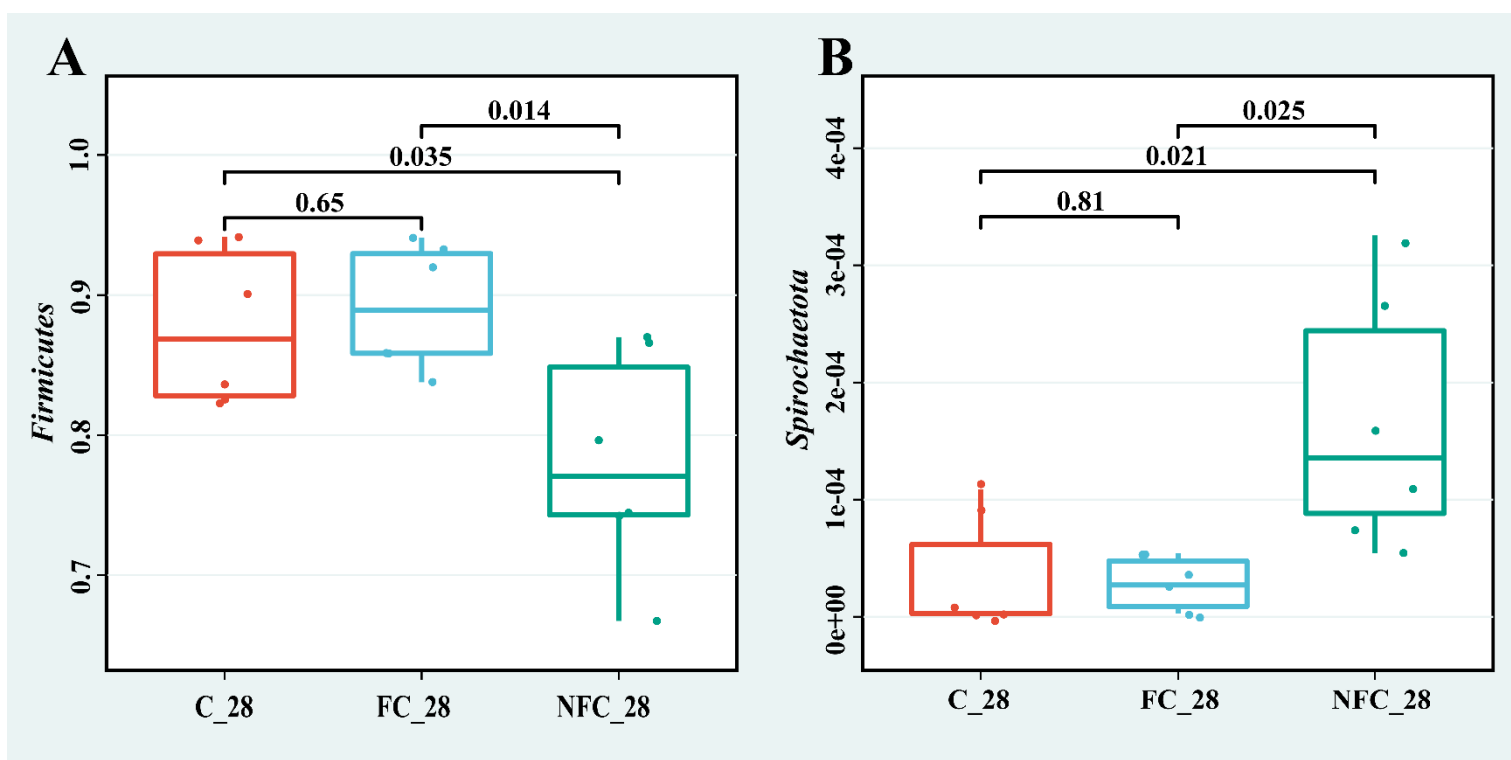 A
B
Firmicutes
1.0
0.9
0.8
0.7
0.014
0.035
0.65
C_28
FC_28
NFC_28
Spirochaetota
4e-04
3e-04
2e-04
1e-04
0e+00
0.025
0.021
0.81
C_28
FC_28
NFC_28